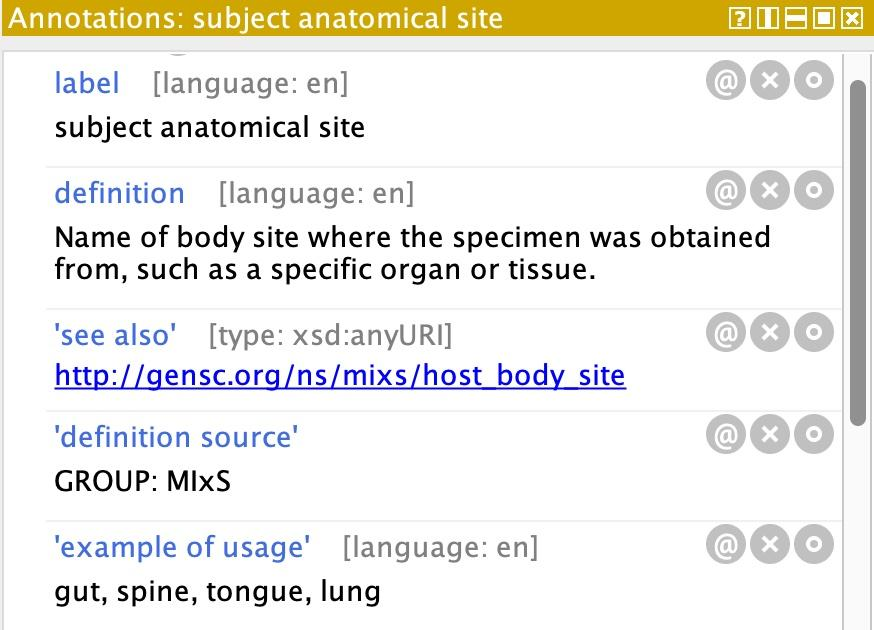 Annotations: subject anatomical site
label [language: en]
subject anatomical site
definition [language: en]
Name of body site where the specimen was obtained
from, such as a specific organ or tissue.
'see also' [type: xsd:anyURI]
http://gensc.org/ns/mixs/host_body_site
'definition source'
GROUP: MIxS
'example of usage' [language: en]
gut, spine, tongue, lung